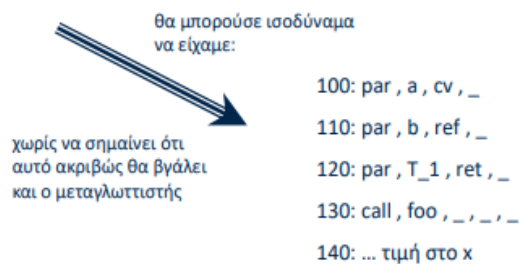 θα μπορούσε ισοδύναμα
να είχαμε:
100: par , a , cv , _
110: par , b , ref , _
χωρίς να σημαίνει ότι
αυτό ακριβώς θα βγάλει
και ο μεταγλωττιστής
120: par , T_1 , ret , _
130: call , foo , _ , _ , _
140: ... τιμή στο x